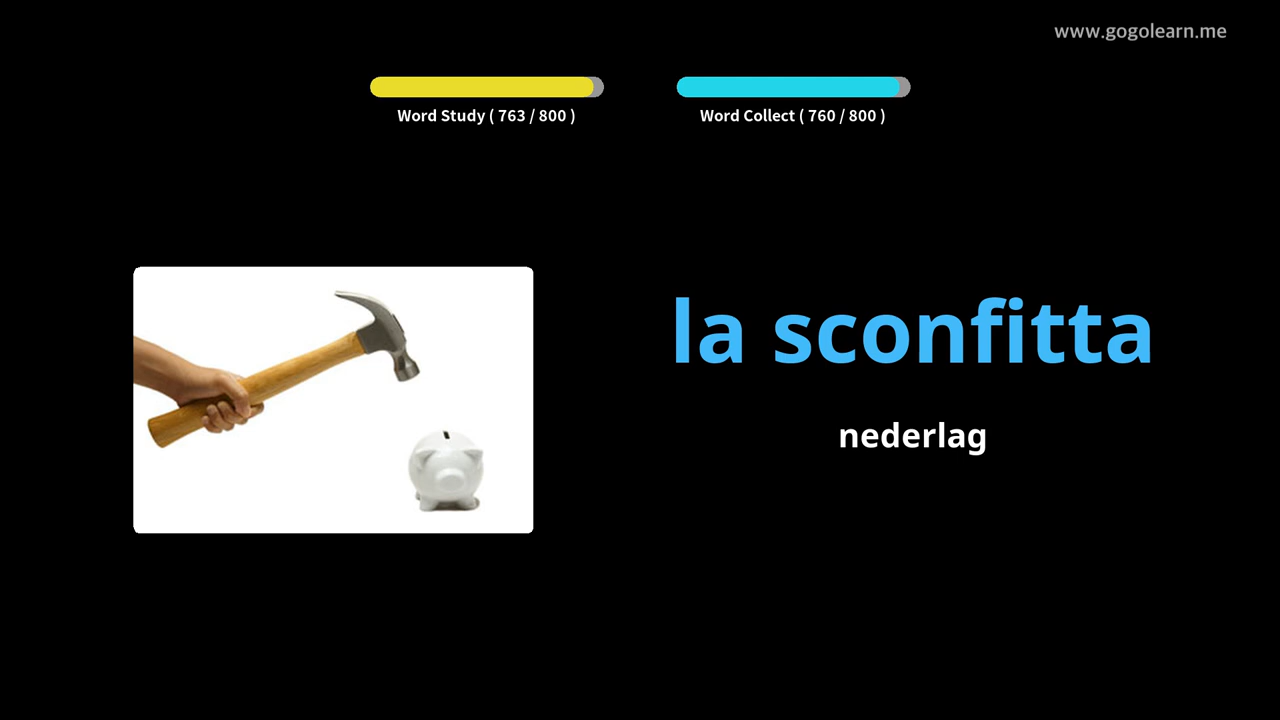 www.gogolearn.me
Word Study ( 763 / 800 )
Word Collect ( 760 / 800 )
la sconfitta
nederlag